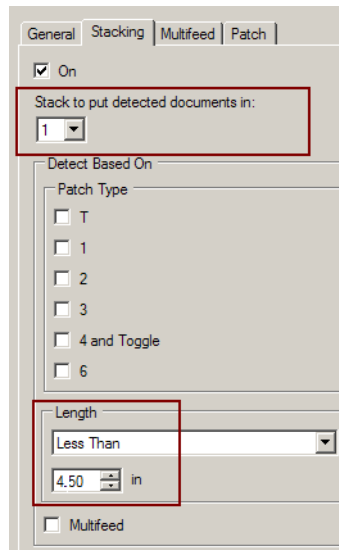 General Stacking Multifeed Patch
On
Stack to put detected documents in:
1
Detect Based On
Patch Type
T
1
2
3
4 and Toggle
6
Length
Less Than
4.50 in
Multifeed